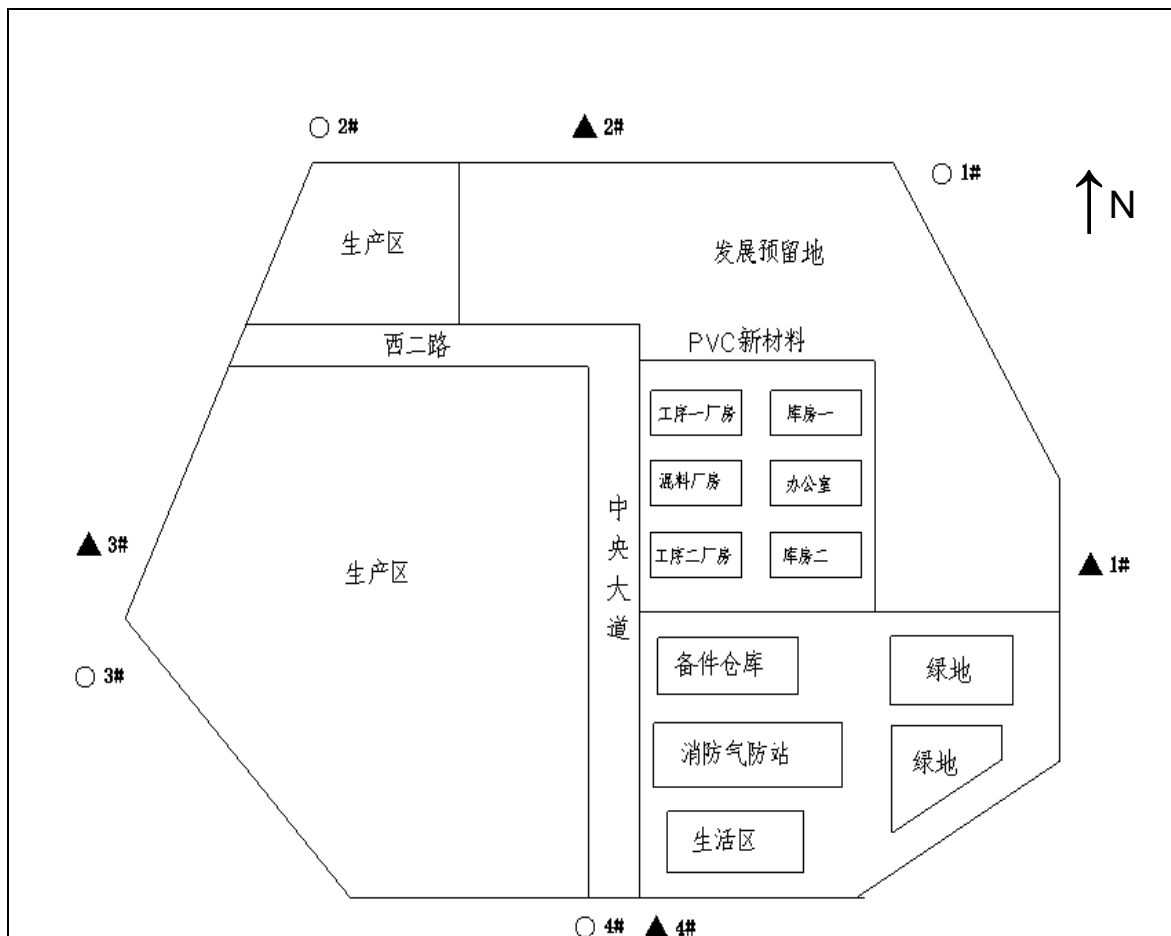 2#
2#
1#
N
生产区
发展预留地
西二路
PVC新材料
工序一厂房
库房一
混料厂房
办公室
中央大道
3#
1#
生产区
工序二厂房
库房二
3#
备件仓库
绿地
消防气防站
绿地
生活区
4#
4#